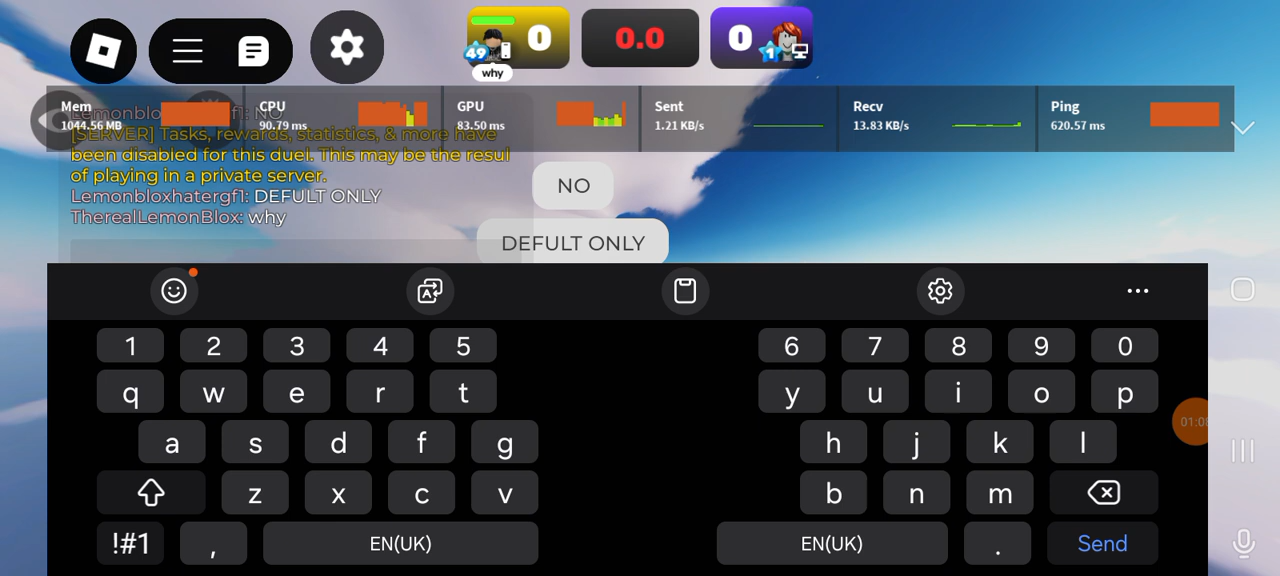 0
0.0
0
49
1
why
Mem
1044.56 MB
CPU
90.79 ms
GPU
83.50 ms
Sent
1.21 KB/s
Recv
13.83 KB/s
Ping
620.57 ms
Lemonblo f1: NO
[SERVER] Tasks, rewards, statistics, & more have
been disabled for this duel. This may be the resul
of playing in a private server.
Lemonbloxhatergf1: DEFULT ONLY
TherealLemonBlox: why
NO
DEFULT ONLY
1 2 3 4 5 6 7 8 9 0
q w e r t y u i o p
a s d f g h j k l
z x c v b n m
!#1 , EN(UK) EN(UK) . Send